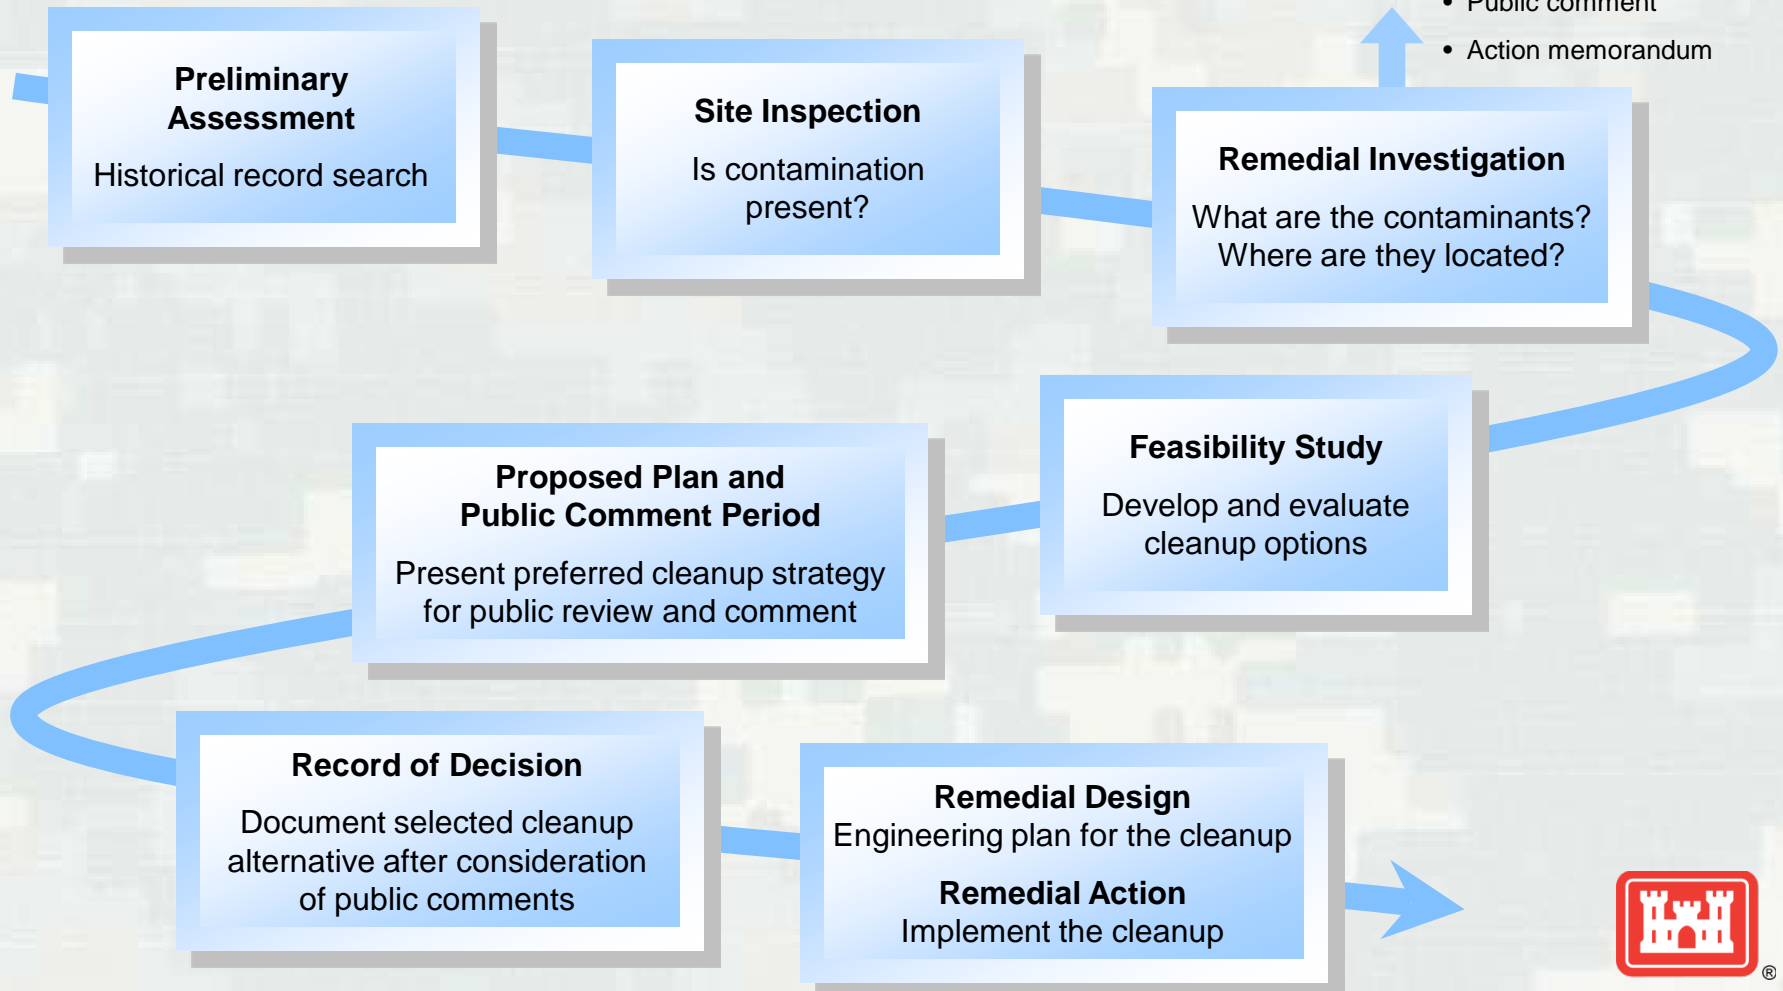 • Public comment
• Action memorandum
Preliminary
Assessment
Historical record search
Site Inspection
Is contamination
present?
Remedial Investigation
What are the contaminants?
Where are they located?
Feasibility Study
Develop and evaluate
cleanup options
Proposed Plan and
Public Comment Period
Present preferred cleanup strategy
for public review and comment
Record of Decision
Document selected cleanup
alternative after consideration
of public comments
Remedial Design
Engineering plan for the cleanup
Remedial Action
Implement the cleanup
®